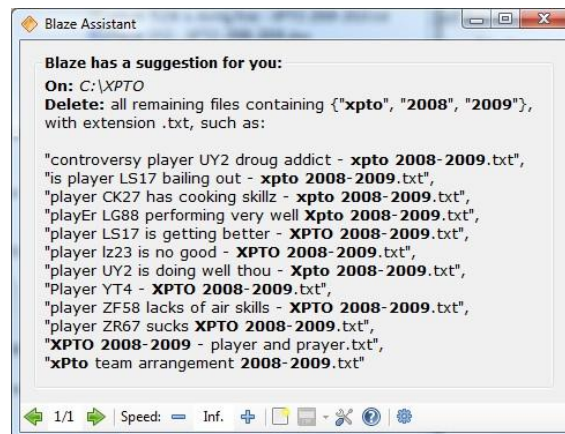 Blaze Assistant
Blaze has a suggestion for you:
On: C:\XPTO
Delete: all remaining files containing {"xpto", "2008", "2009"},
with extension .txt, such as:
"controversy player UY2 droug addict - xpto 2008-2009.txt",
"is player LS17 bailing out - xpto 2008-2009.txt",
"player CK27 has cooking skillz - xpto 2008-2009.txt",
"playEr LG88 performing very well Xpto 2008-2009.txt",
"player LS17 is getting better - XPTO 2008-2009.txt",
"player lz23 is no good - XPTO 2008-2009.txt",
"player UY2 is doing well thou - Xpto 2008-2009.txt",
"Player YT4 - XPTO 2008-2009.txt",
"player ZF58 lacks of air skills - XPTO 2008-2009.txt",
"player ZR67 sucks XPTO 2008-2009.txt",
"XPTO 2008-2009 - player and prayer.txt",
"xPto team arrangement 2008-2009.txt"
1/1 Speed: Inf.